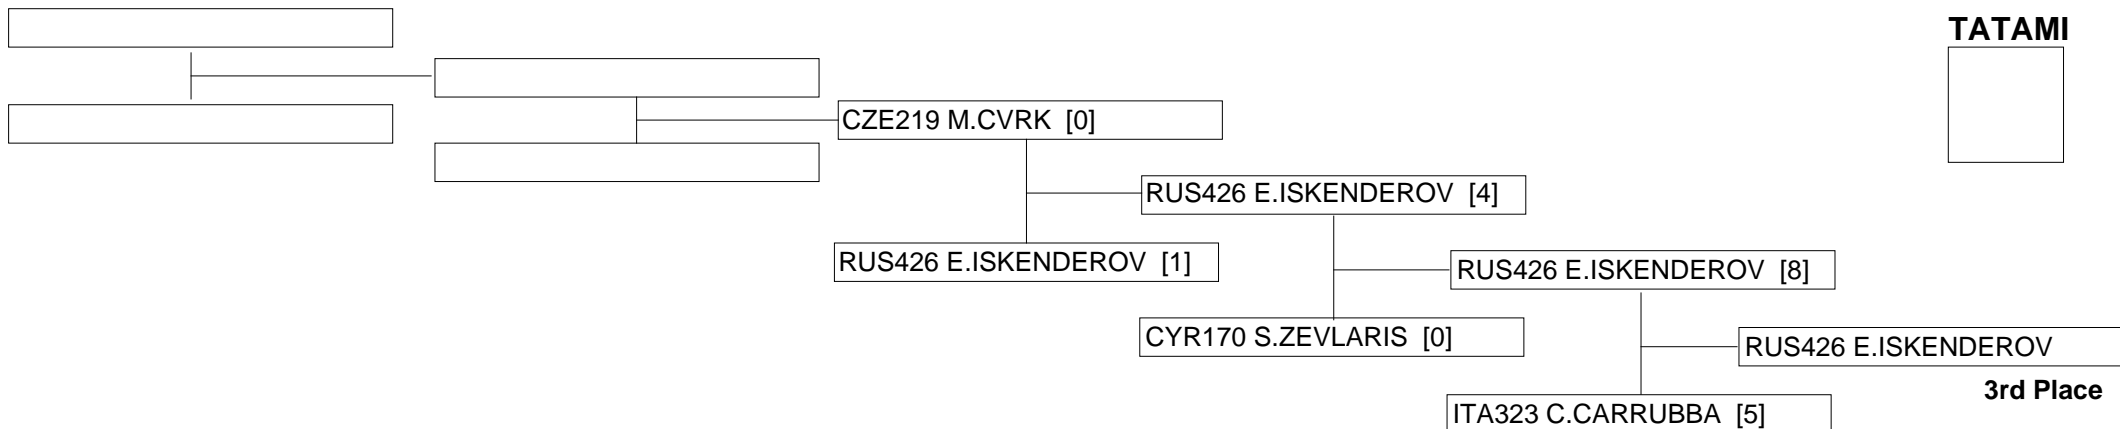 TATAMI
CZE219 M.CVRK [0]
RUS426 E.ISKENDEROV [4]
RUS426 E.ISKENDEROV [1]
RUS426 E.ISKENDEROV [8]
CYR170 S.ZEVLARIS [0]
RUS426 E.ISKENDEROV
3rd Place
ITA323 C.CARRUBBA [5]